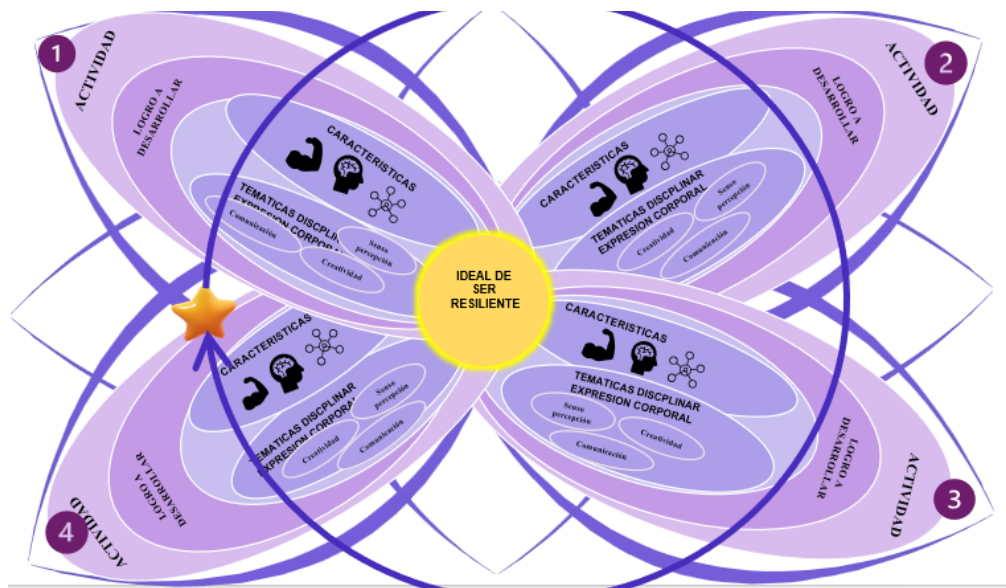 1
ACTIVIDAD
LOGRO A
DESARROLLAR
CARACTERISTICAS
TEMATICAS DISCPLINAR
EXPRESION CORPORAL
Comunicación
Senso
percepción
Creatividad
2
ACTIVIDAD
LOGRO A
DESARROLLAR
CARACTERISTICAS
TEMATICAS DISCPLINAR
EXPRESION CORPORAL
Senso
percepción
Creatividad
Comunicación
IDEAL DE
SER
RESILIENTE
3
ACTIVIDAD
LOGRO A
DESARROLLAR
CARACTERISTICAS
TEMATICAS DISCPLINAR
EXPRESION CORPORAL
Senso
percepción
Creatividad
Comunicación
4
ACTIVIDAD
LOGRO A
DESARROLLAR
CARACTERISTICAS
TEMATICAS DISCPLINAR
EXPRESION CORPORAL
Senso
percepción
Creatividad
Comunicación